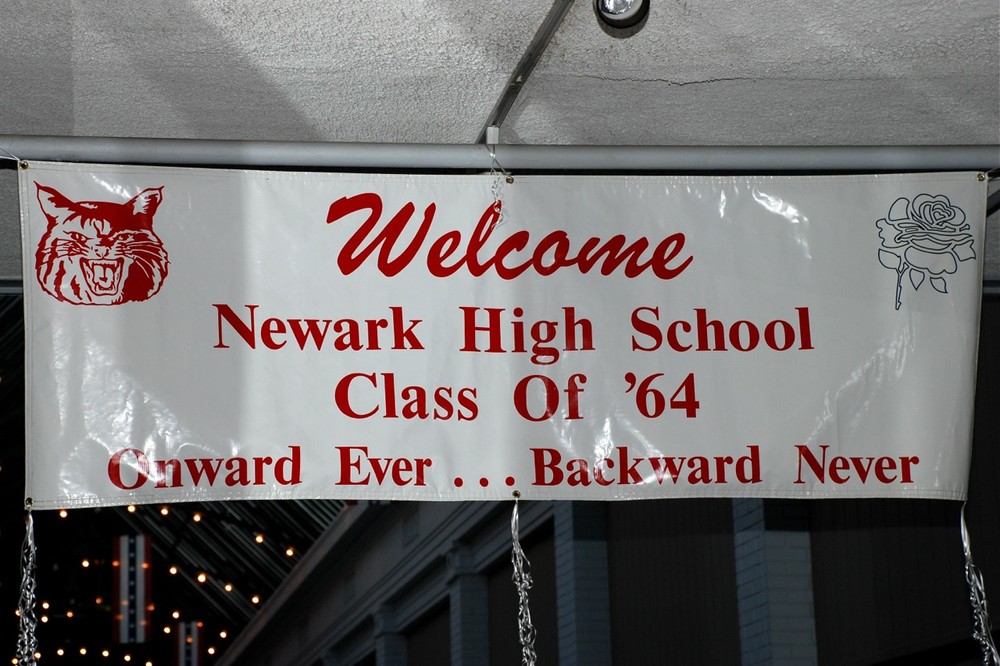 Welcome
Newark High School
Class Of ’64
Onward Ever . . . Backward Never